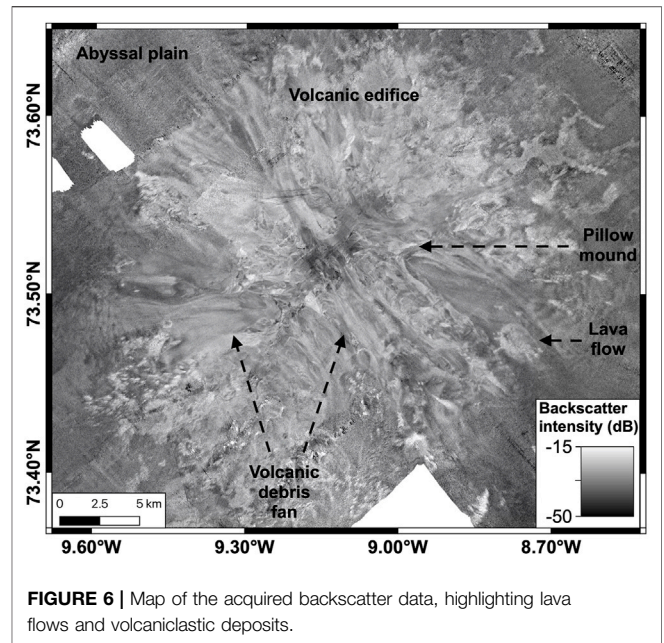 Abyssal plain
Volcanic edifice
73.60°N
Pillow
mound
73.50°N
Lava
flow
Backscatter
intensity (dB)
-15
-50
73.40°N
Volcanic
debris
fan
0 2.5 5 km
9.60°W 9.30°W 9.00°W 8.70°W
FIGURE 6 | Map of the acquired backscatter data, highlighting lava
flows and volcaniclastic deposits.